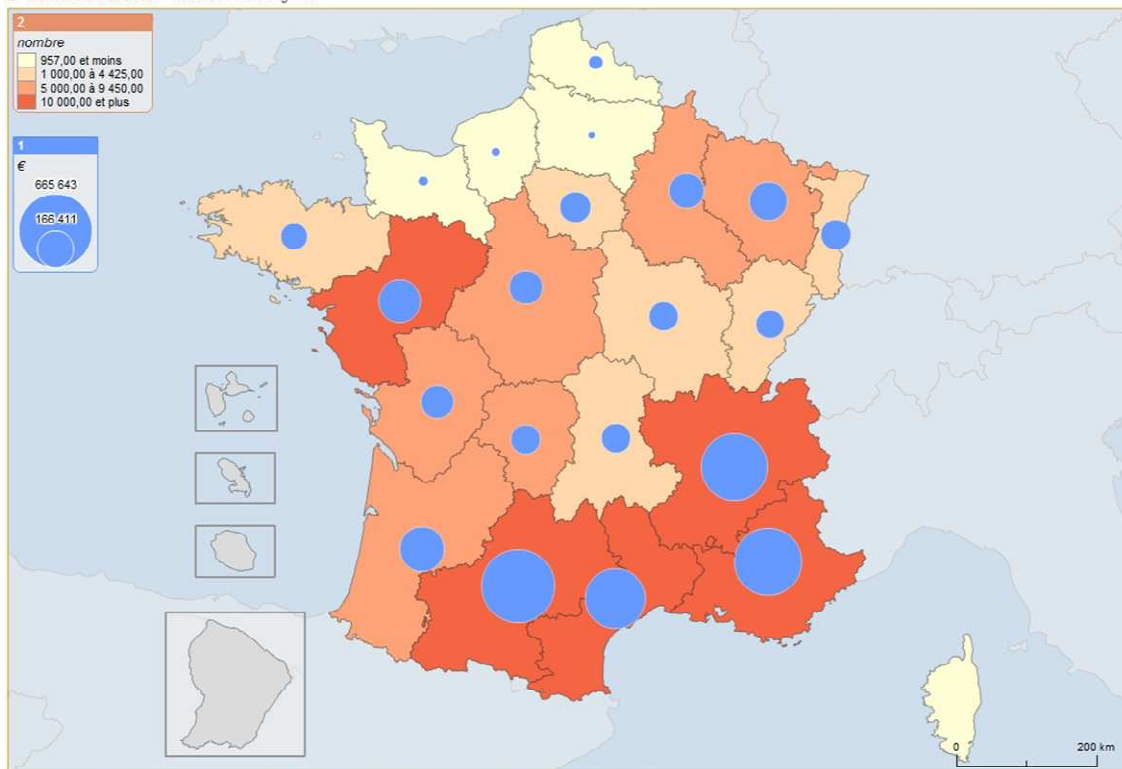 2
nombre
957,00 et moins
1 000,00 à 4 425,00
5 000,00 à 9 450,00
10 000,00 et plus
1
€
665 643
166 411
0 200 km